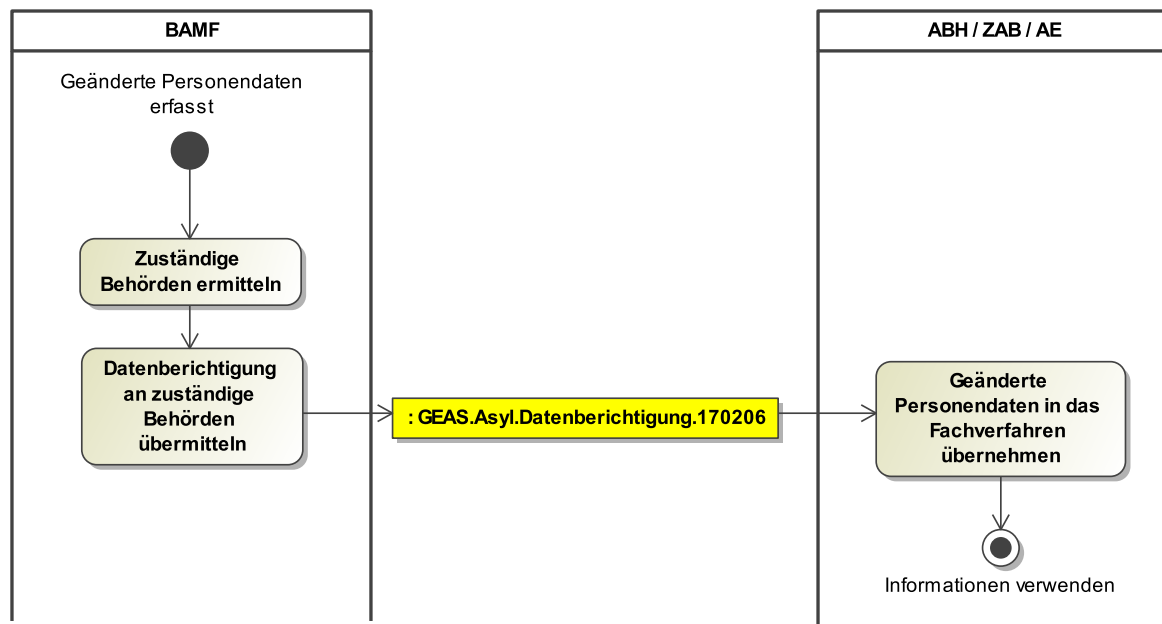 BAMF
Geänderte Personendaten
erfasst
Zuständige
Behörden ermitteln
Datenberichtigung
an zuständige
Behörden
übermitteln
: GEAS.Asyl.Datenberichtigung.170206
ABH / ZAB / AE
Geänderte
Personendaten in das
Fachverfahren
übernehmen
Informationen verwenden